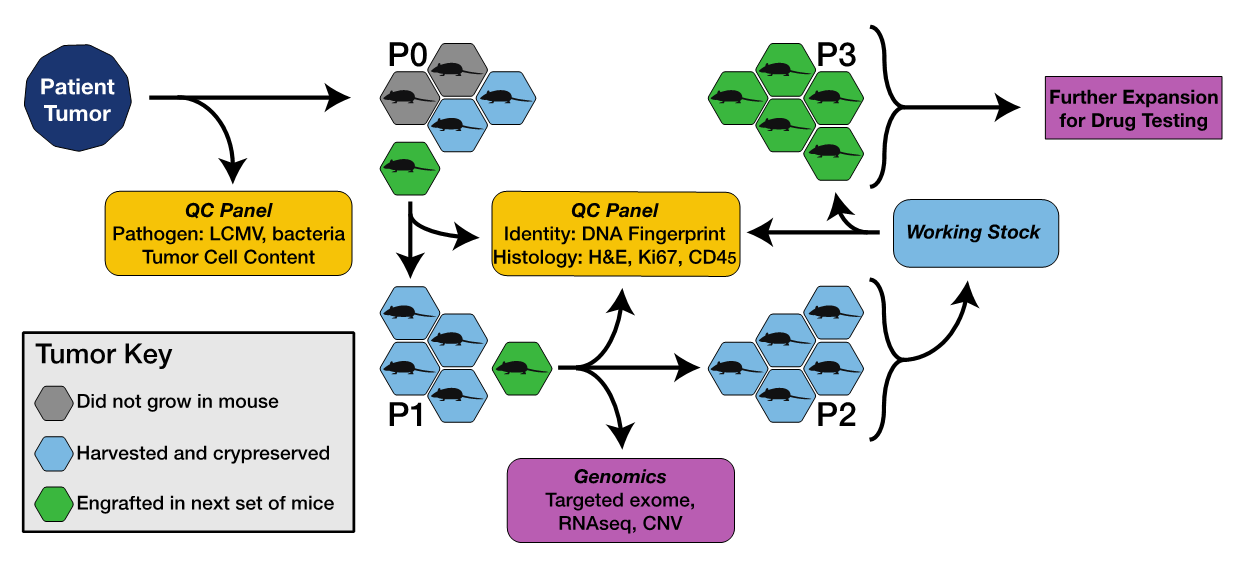 Patient
Tumor
P0
P3
Further Expansion
for Drug Testing
QC Panel
Pathogen: LCMV, bacteria
Tumor Cell Content
QC Panel
Identity: DNA Fingerprint
Histology: H&E, Ki67, CD45
Working Stock
Tumor Key
Did not grow in mouse
Harvested and crypreserved
Engrafted in next set of mice
P1
P2
Genomics
Targeted exome,
RNAseq, CNV